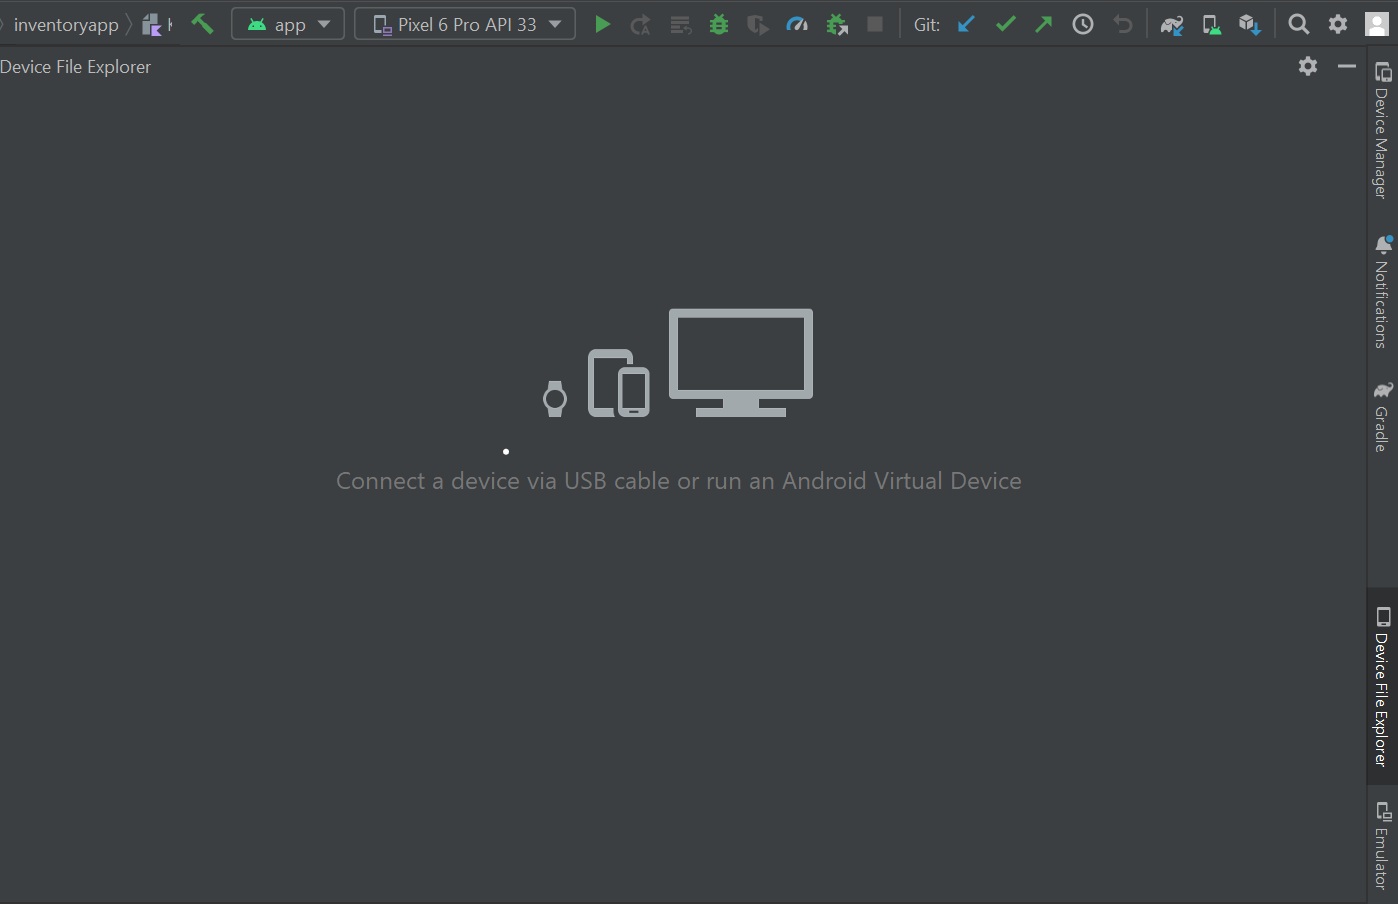 inventoryapp
app
Pixel 6 Pro API 33
Git:
Device File Explorer
Device Manager
Notifications
Gradle
Connect a device via USB cable or run an Android Virtual Device
Device File Explorer
Emulator